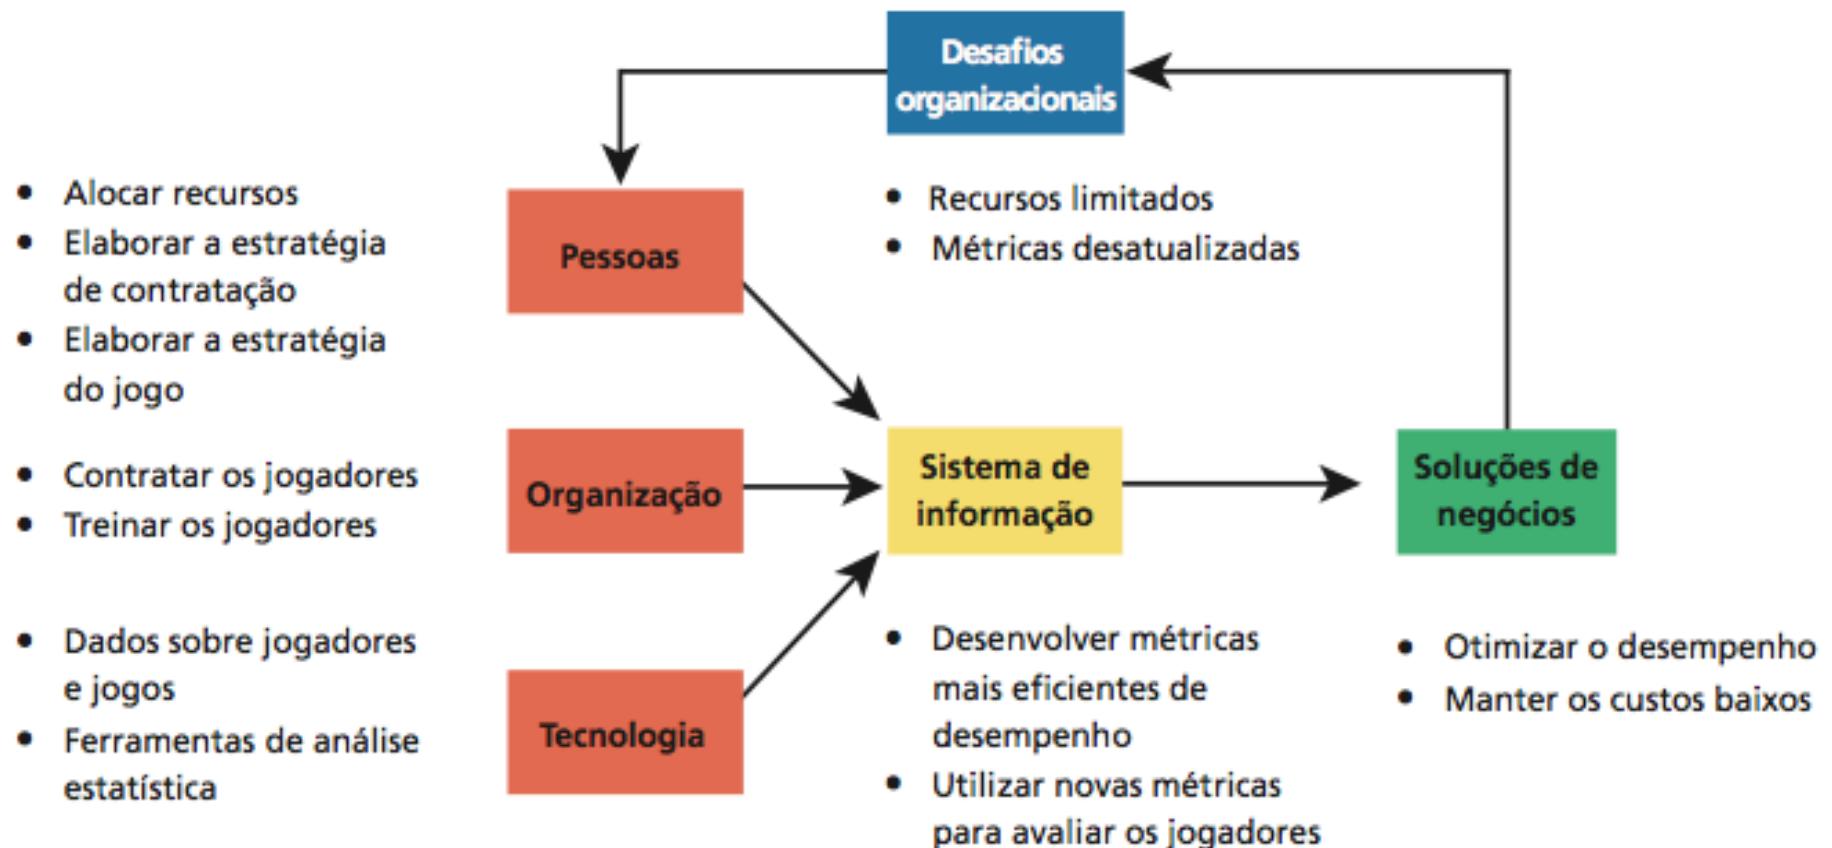 Desafios
organizacionais
• Recursos limitados
• Métricas desatualizadas
• Alocar recursos
• Elaborar a estratégia
de contratação
• Elaborar a estratégia
do jogo
Pessoas
• Contratar os jogadores
• Treinar os jogadores
Organização
• Dados sobre jogadores
e jogos
• Ferramentas de análise
estatística
Tecnologia
Sistema de
informação
• Desenvolver métricas
mais eficientes de
desempenho
• Utilizar novas métricas
para avaliar os jogadores
Soluções de
negócios
• Otimizar o desempenho
• Manter os custos baixos